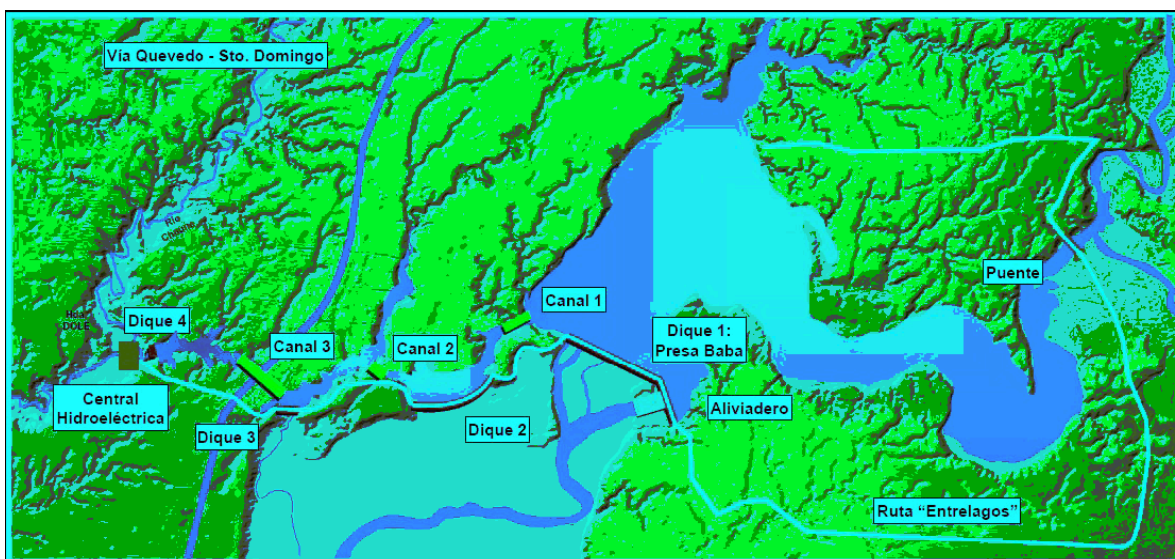 Vía Quevedo - Sto. Domingo
Río
Chaune
Hda.
DOLE
Dique 4
Canal 3
Canal 2
Canal 1
Puente
Dique 1:
Presa Baba
Central
Hidroeléctrica
Aliviadero
Dique 3
Dique 2
Ruta “Entrelagos”